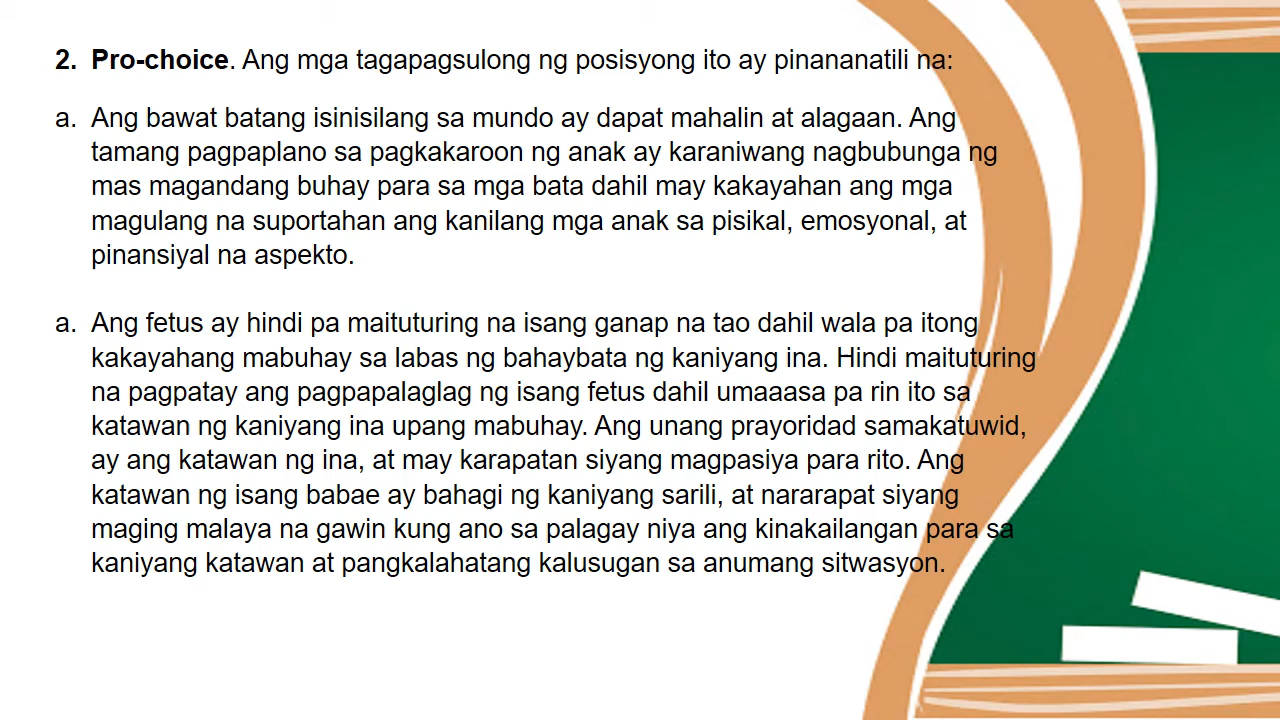 2. Pro-choice. Ang mga tagapagsulong ng posisyong ito ay pinananatili na:
a. Ang bawat batang isinisilang sa mundo ay dapat mahalin at alagaan. Ang
tamang pagpaplano sa pagkakaroon ng anak ay karaniwang nagbubunga ng
mas magandang buhay para sa mga bata dahil may kakayahan ang mga
magulang na suportahan ang kanilang mga anak sa pisikal, emosyonal, at
pinansiyal na aspekto.
a. Ang fetus ay hindi pa maituturing na isang ganap na tao dahil wala pa itong
kakayahang mabuhay sa labas ng bahaybata ng kaniyang ina. Hindi maituturing
na pagpatay ang pagpapalaglag ng isang fetus dahil umaaasa pa rin ito sa
katawan ng kaniyang ina upang mabuhay. Ang unang prayoridad samakatuwid,
ay ang katawan ng ina, at may karapatan siyang magpasiya para rito. Ang
katawan ng isang babae ay bahagi ng kaniyang sarili, at nararapat siyang
maging malaya na gawin kung ano sa palagay niya ang kinakailangan para sa
kaniyang katawan at pangkalahatang kalusugan sa anumang sitwasyon.